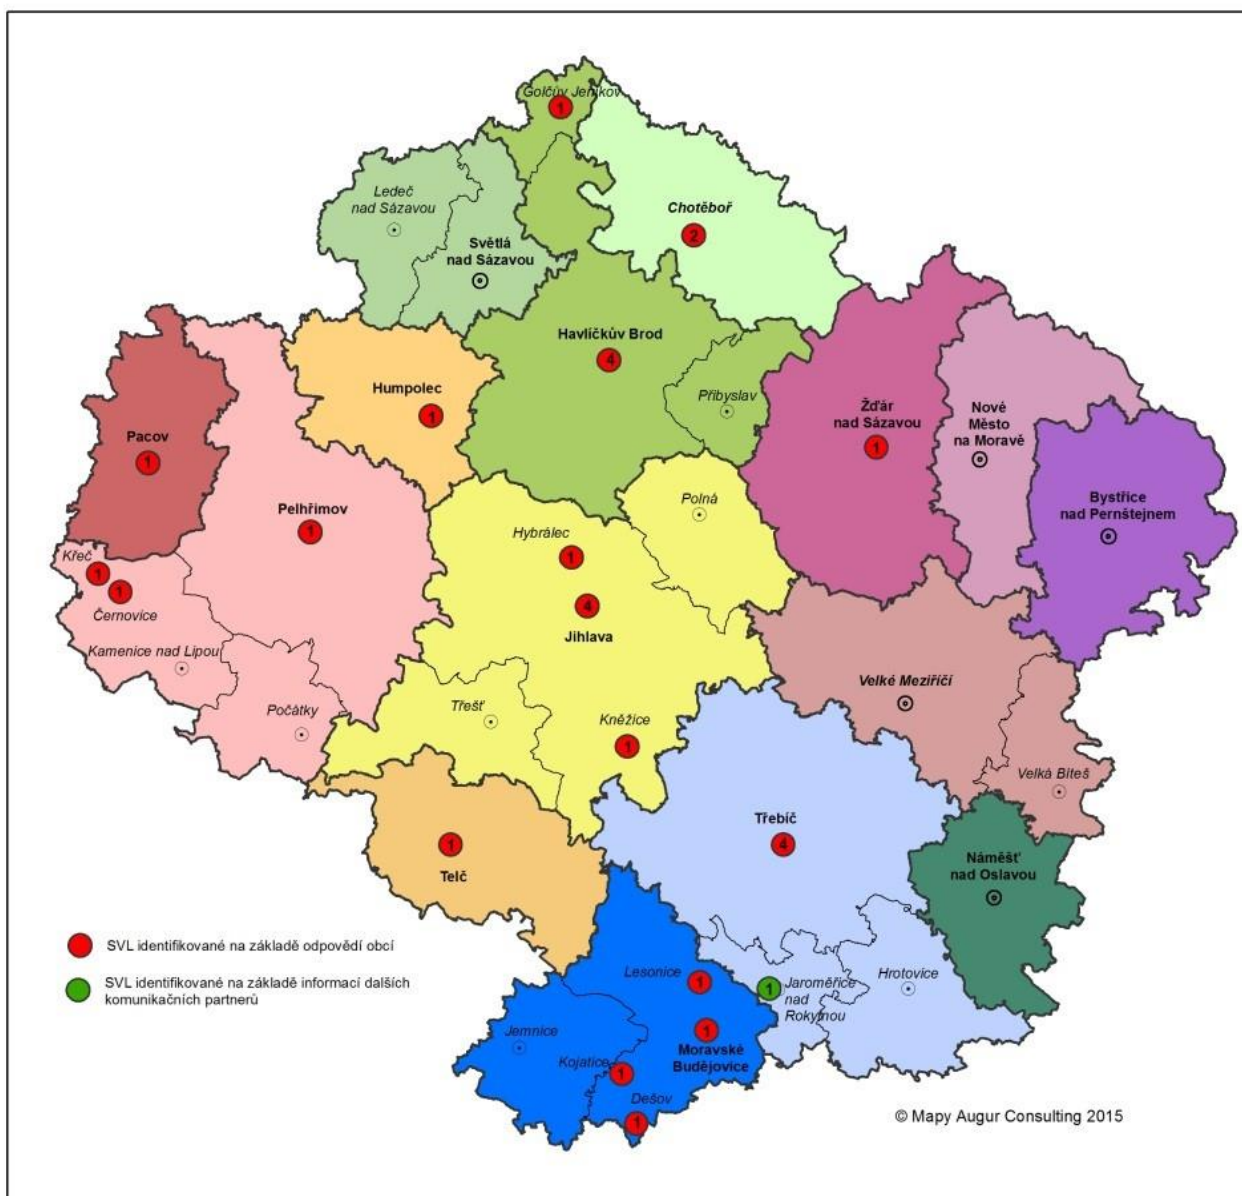 Golčův Jeníkov
1
Ledeč
nad Sázavou
Chotěboř
2
Světlá
nad Sázavou
Havlíčkův Brod
4
Humpolec
1
Přibyslav
Žďár
nad Sázavou
1
Nové
Město
na Moravě
Pacov
1
Bystřice
nad Pernštejnem
Polná
Pelhřimov
1
Hybrálec
1
Křeč
1
1
Černovice
4
Jihlava
Kamenice nad Lipou
Velké Meziříčí
Počátky
Třešť
Kněžice
1
Velká Bíteš
Třebíč
4
1
Telč
Náměšť
nad Oslavou
SVL identifikované na základě odpovědí obcí
SVL identifikované na základě informací dalších
komunikačních partnerů
Lesonice
1
1
Jaroměřice
nad
Rokytnou
Hrotovice
Jemnice
1
Moravské
Budějovice
Kojatice
1
Dešov
1
© Mapy Augur Consulting 2015